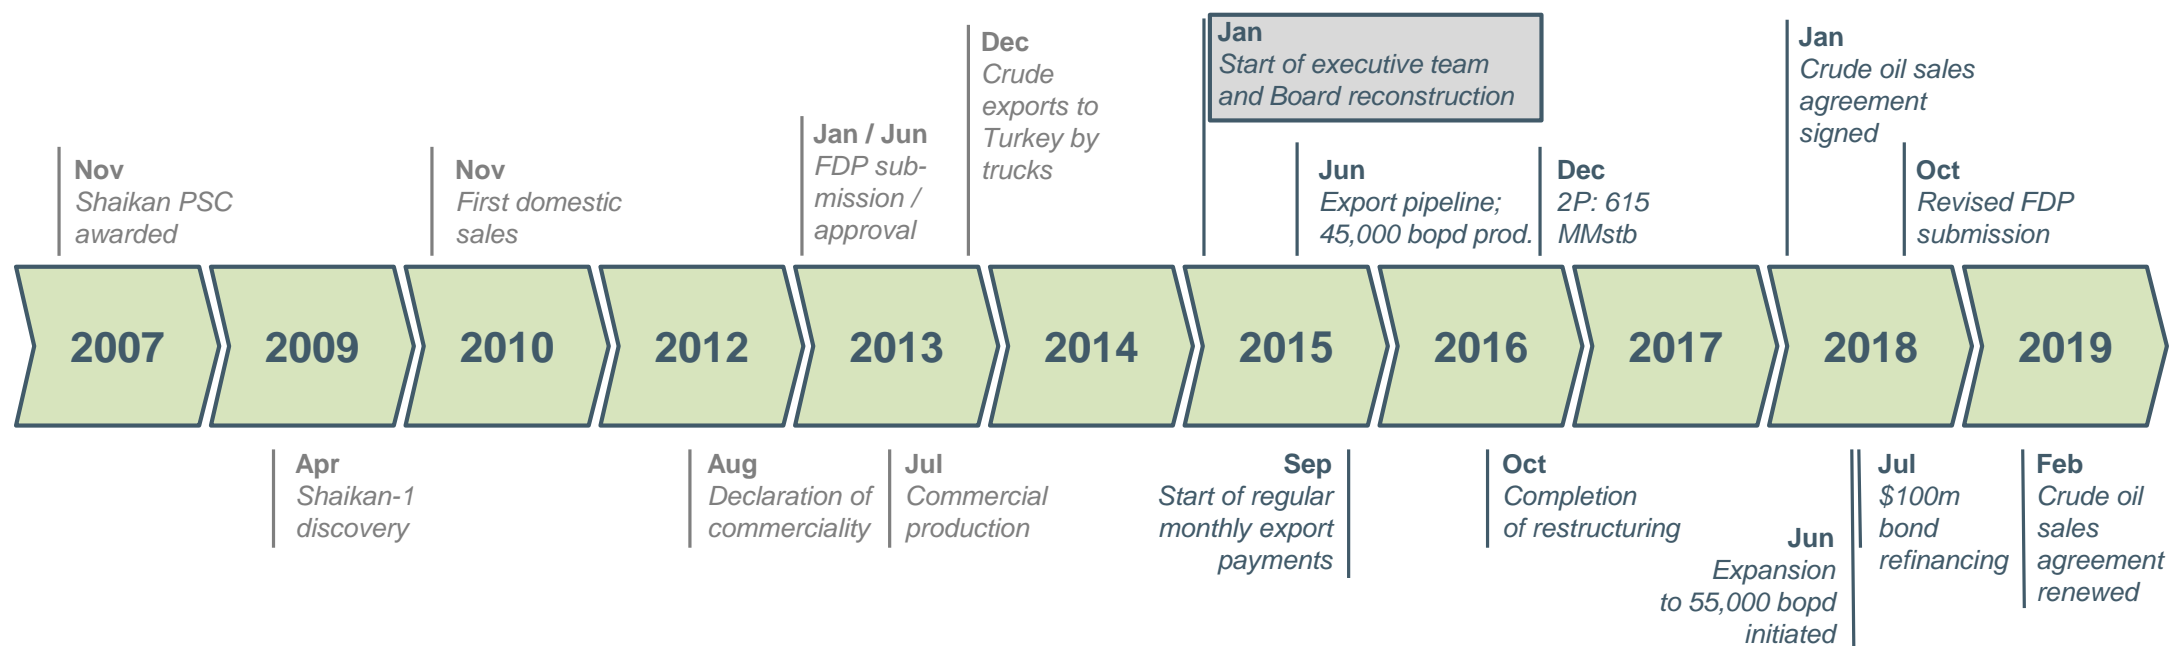 Nov
Shaikan PSC
awarded
Nov
First domestic
sales
Jan / Jun
FDP sub-
mission /
approval
Dec
Crude
exports to
Turkey by
trucks
Jan
Start of executive team
and Board reconstruction
Jun
Export pipeline;
45,000 bopd prod.
Dec
2P: 615
MMstb
Jan
Crude oil sales
agreement
signed
Oct
Revised FDP
submission
2007
2009
2010
2012
2013
2014
2015
2016
2017
2018
2019
Apr
Shaikan-1
discovery
Aug
Declaration of
commerciality
Jul
Commercial
production
Sep
Start of regular
monthly export
payments
Oct
Completion
of restructuring
Jun
Expansion
to 55,000 bopd
initiated
Jul
$100m
bond
refinancing
Feb
Crude oil
sales
agreement
renewed